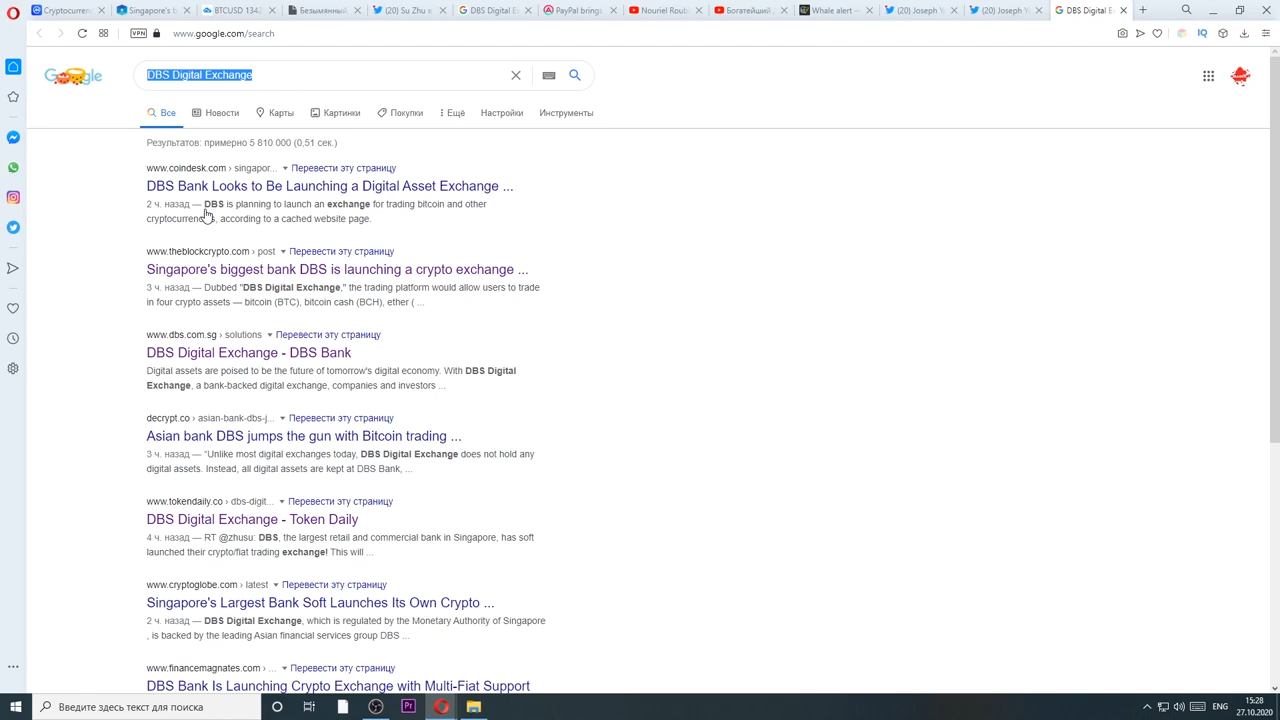 Cryptocurrenc
Singapore's b
BTCUSD 1342
Безымянный
(20) Su Zhu в
DBS Digital E
PayPal brings
Nouriel Roub
Богатейший
Whale alert —
(20) Joseph Y
(20) Joseph Y
DBS Digital Ex
VPN
www.google.com/search
Google
DBS Digital Exchange
IQ
Все
Новости
Карты
Картинки
Покупки
Ещё
Настройки
Инструменты
Результатов: примерно 5 810 000 (0,51 сек.)
www.coindesk.com › singapor... Перевести эту страницу
DBS Bank Looks to Be Launching a Digital Asset Exchange ...
2 ч. назад — DBS is planning to launch an exchange for trading bitcoin and other
cryptocurrencies, according to a cached website page.
www.theblockcrypto.com › post Перевести эту страницу
Singapore's biggest bank DBS is launching a crypto exchange ...
3 ч. назад — Dubbed "DBS Digital Exchange," the trading platform would allow users to trade
in four crypto assets — bitcoin (BTC), bitcoin cash (BCH), ether ( ...
www.dbs.com.sg › solutions Перевести эту страницу
DBS Digital Exchange - DBS Bank
Digital assets are poised to be the future of tomorrow's digital economy. With DBS Digital
Exchange, a bank-backed digital exchange, companies and investors ...
decrypt.co › asian-bank-dbs-j... Перевести эту страницу
Asian bank DBS jumps the gun with Bitcoin trading ...
3 ч. назад — “Unlike most digital exchanges today, DBS Digital Exchange does not hold any
digital assets. Instead, all digital assets are kept at DBS Bank, ...
www.tokendaily.co › dbs-digit... Перевести эту страницу
DBS Digital Exchange - Token Daily
4 ч. назад — RT @zhusu: DBS, the largest retail and commercial bank in Singapore, has soft
launched their crypto/fiat trading exchange! This will ...
www.cryptoglobe.com › latest Перевести эту страницу
Singapore's Largest Bank Soft Launches Its Own Crypto ...
2 ч. назад — DBS Digital Exchange, which is regulated by the Monetary Authority of Singapore
, is backed by the leading Asian financial services group DBS ...
www.financemagnates.com › ... Перевести эту страницу
DBS Bank Is Launching Crypto Exchange with Multi-Fiat Support
Введите здесь текст для поиска
Pr
ENG
15:28
27.10.2020